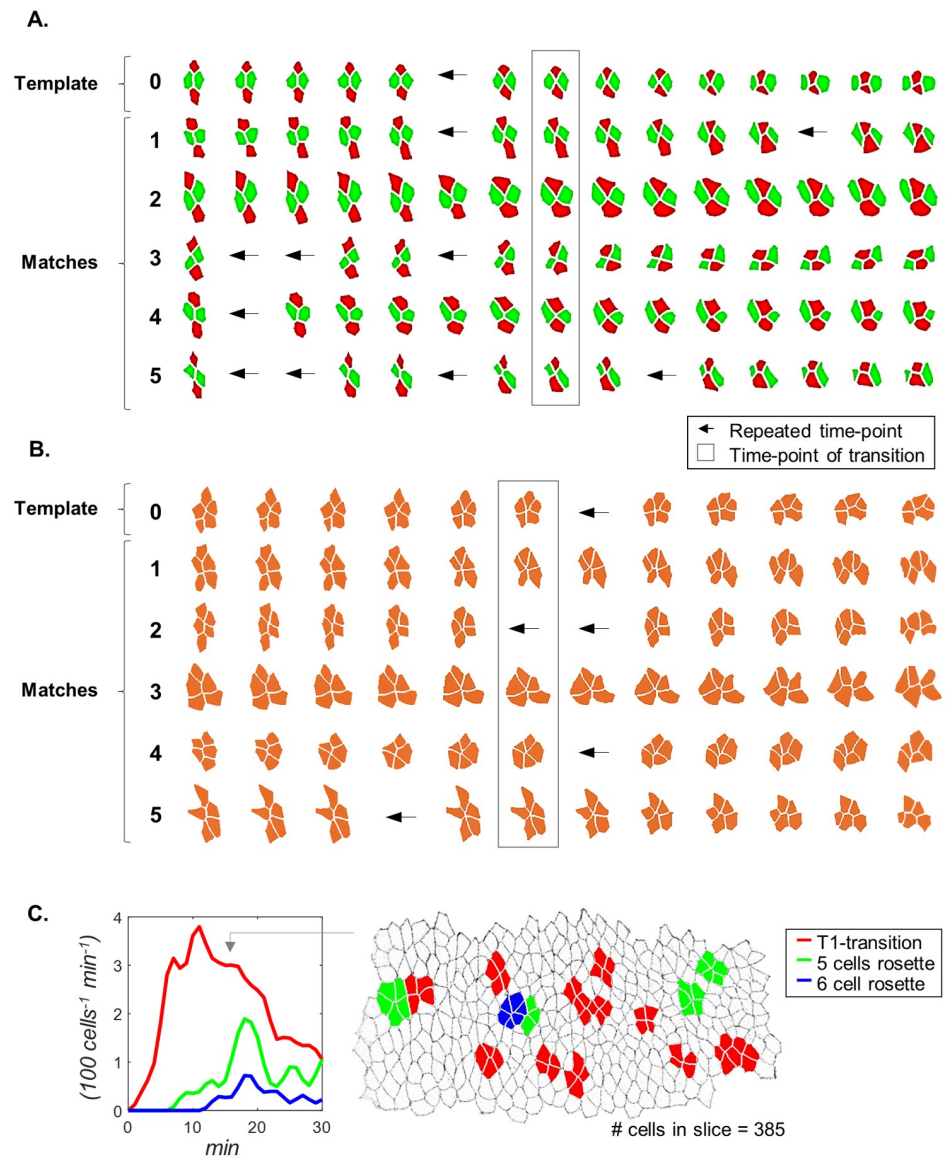 A.
Template
0
1
2
Matches
3
4
5
Repeated time-point
Time-point of transition
B.
Template
0
1
2
Matches
3
4
5
C.
(100 cells⁻¹ min⁻¹)
4
3
2
1
0
0 10 20 30
min
T1-transition
5 cells rosette
6 cell rosette
# cells in slice = 385